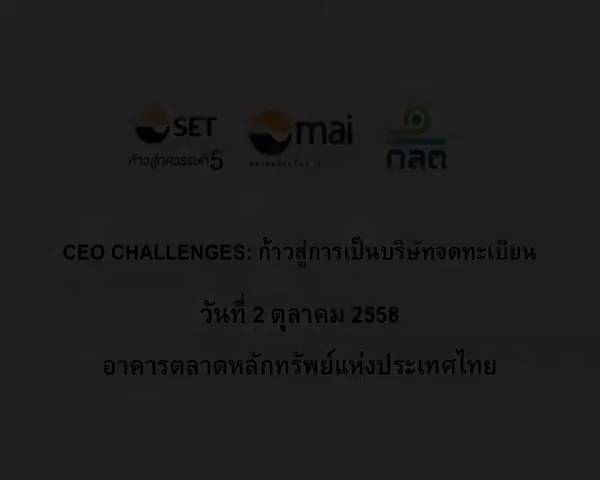 SET
mai
ก้าวสู่ทศวรรษที่5
กลต
CEO CHALLENGES: ก้าวสู่การเป็นบริษัทจดทะเบียน
วันที่ 2 ตุลาคม 2558
อาคารตลาดหลักทรัพย์แห่งประเทศไทย